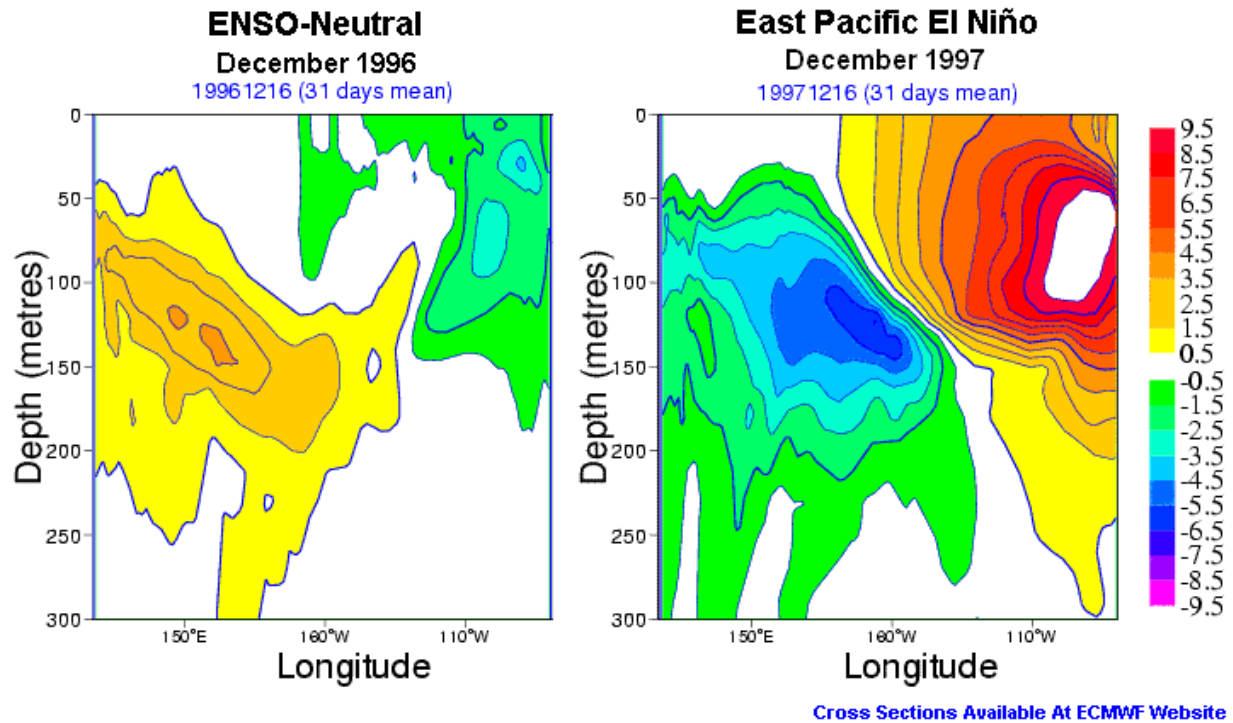 ENSO-Neutral
December 1996
19961216 (31 days mean)
East Pacific El Niño
December 1997
19971216 (31 days mean)
Depth (metres)
0
50
100
150
200
250
300
150°E
160°W
110°W
Longitude
Depth (metres)
0
50
100
150
200
250
300
150°E
160°W
110°W
Longitude
9.5
8.5
7.5
6.5
5.5
4.5
3.5
2.5
1.5
0.5
-0.5
-1.5
-2.5
-3.5
-4.5
-5.5
-6.5
-7.5
-8.5
-9.5
Cross Sections Available At ECMWF Website